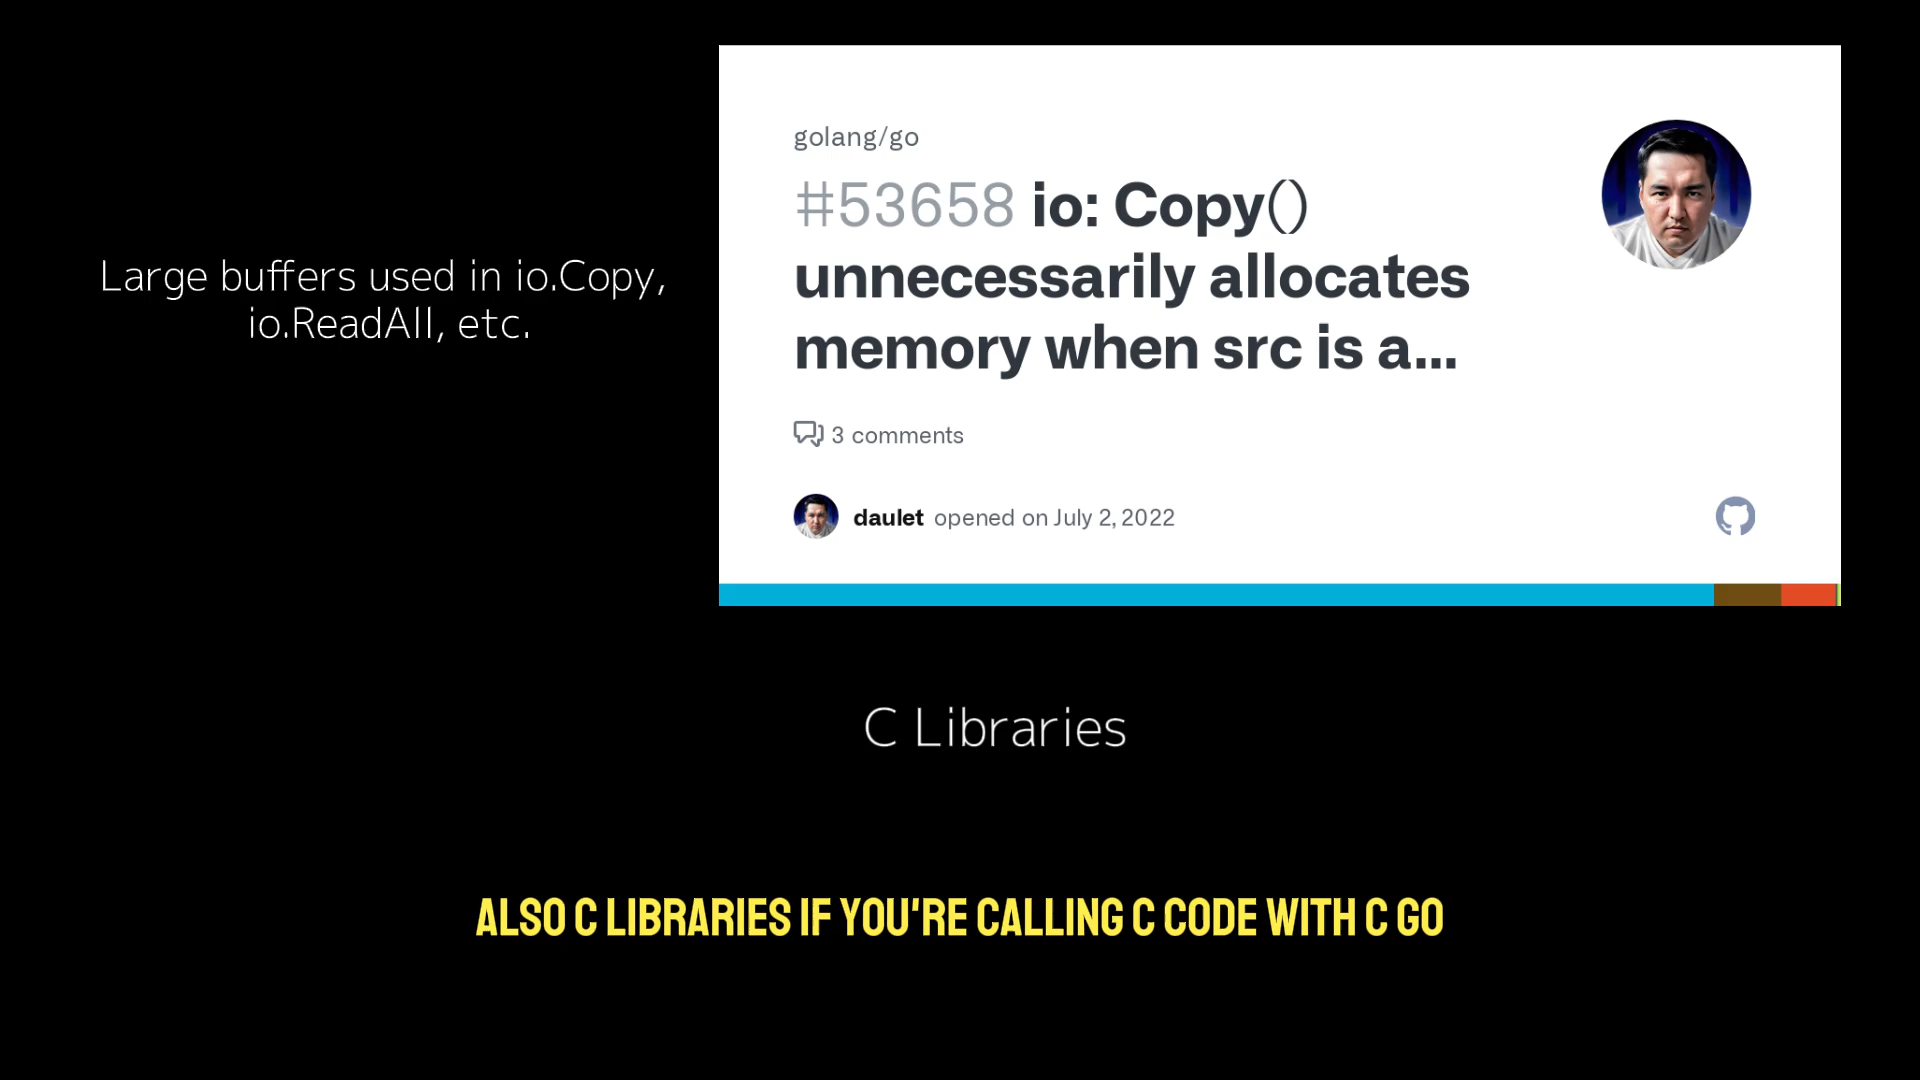 Large buffers used in io.Copy,
io.ReadAll, etc.
golang/go
#53658 io: Copy()
unnecessarily allocates
memory when src is a...
3 comments
daulet opened on July 2, 2022
C Libraries
ALSO C LIBRARIES IF YOU'RE CALLING C CODE WITH C GO